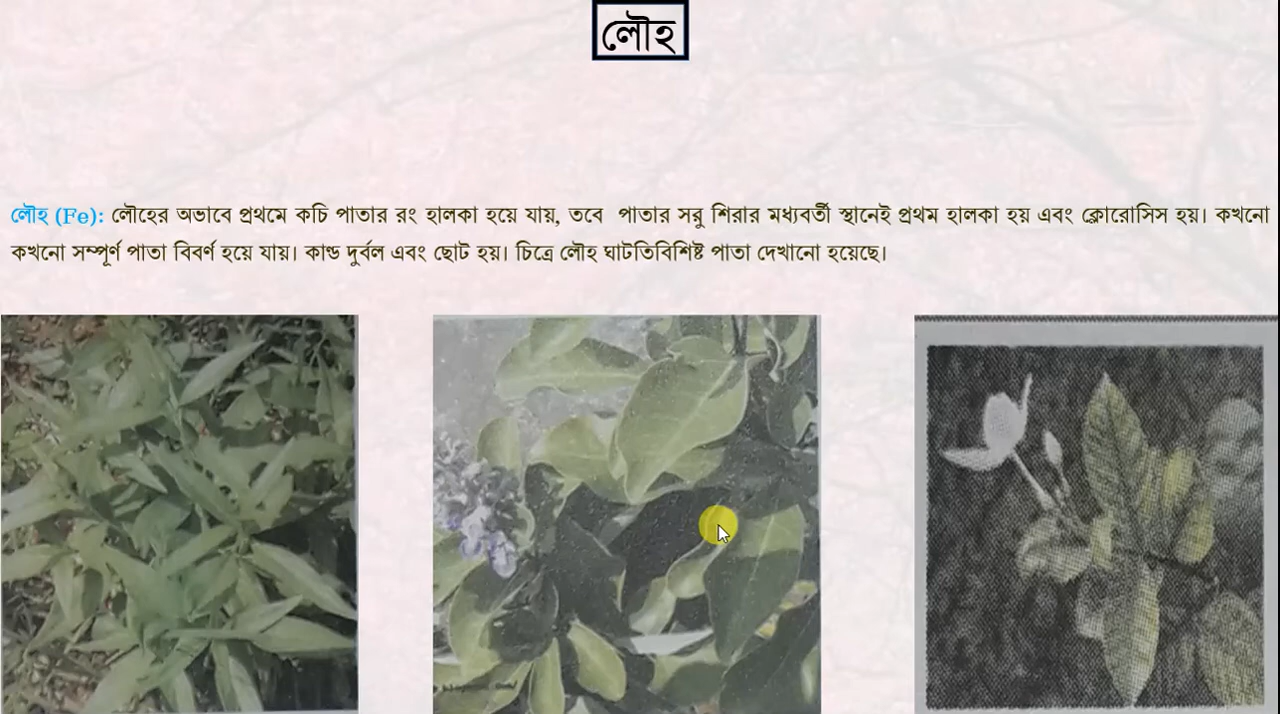 লৌহ
লৌহ (Fe): লৌহের অভাবে প্রথমে কচি পাতার রং হালকা হয়ে যায়, তবে পাতার সরু শিরার মধ্যবর্তী স্থানেই প্রথম হালকা হয় এবং ক্লোরোসিস হয়। কখনো
কখনো সম্পূর্ণ পাতা বিবর্ণ হয়ে যায়। কান্ড দুর্বল এবং ছোট হয়। চিত্রে লৌহ ঘাটতিবিশিষ্ট পাতা দেখানো হয়েছে।